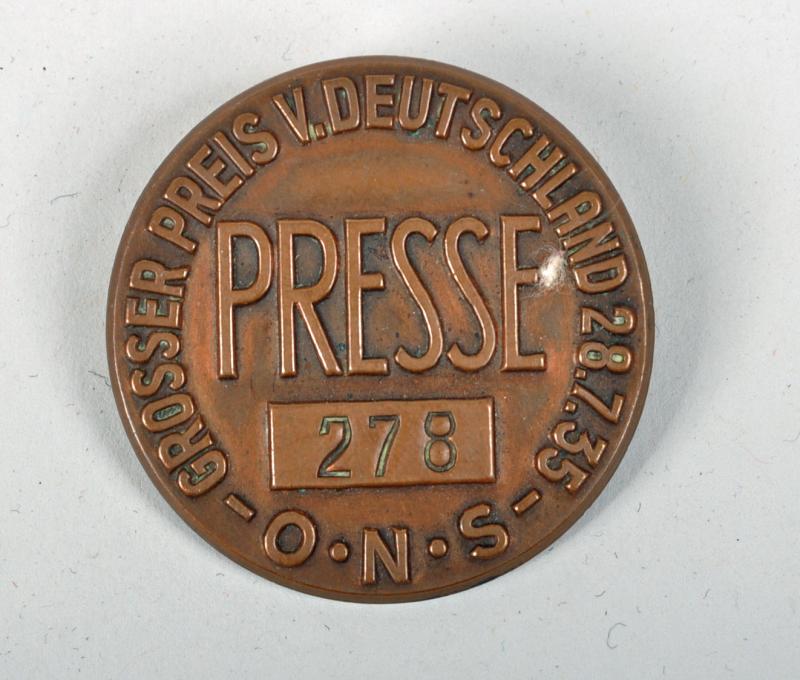 GROSSER PREIS V. DEUTSCHLAND 28.7.35
PRESSE
278
- O · N · S -